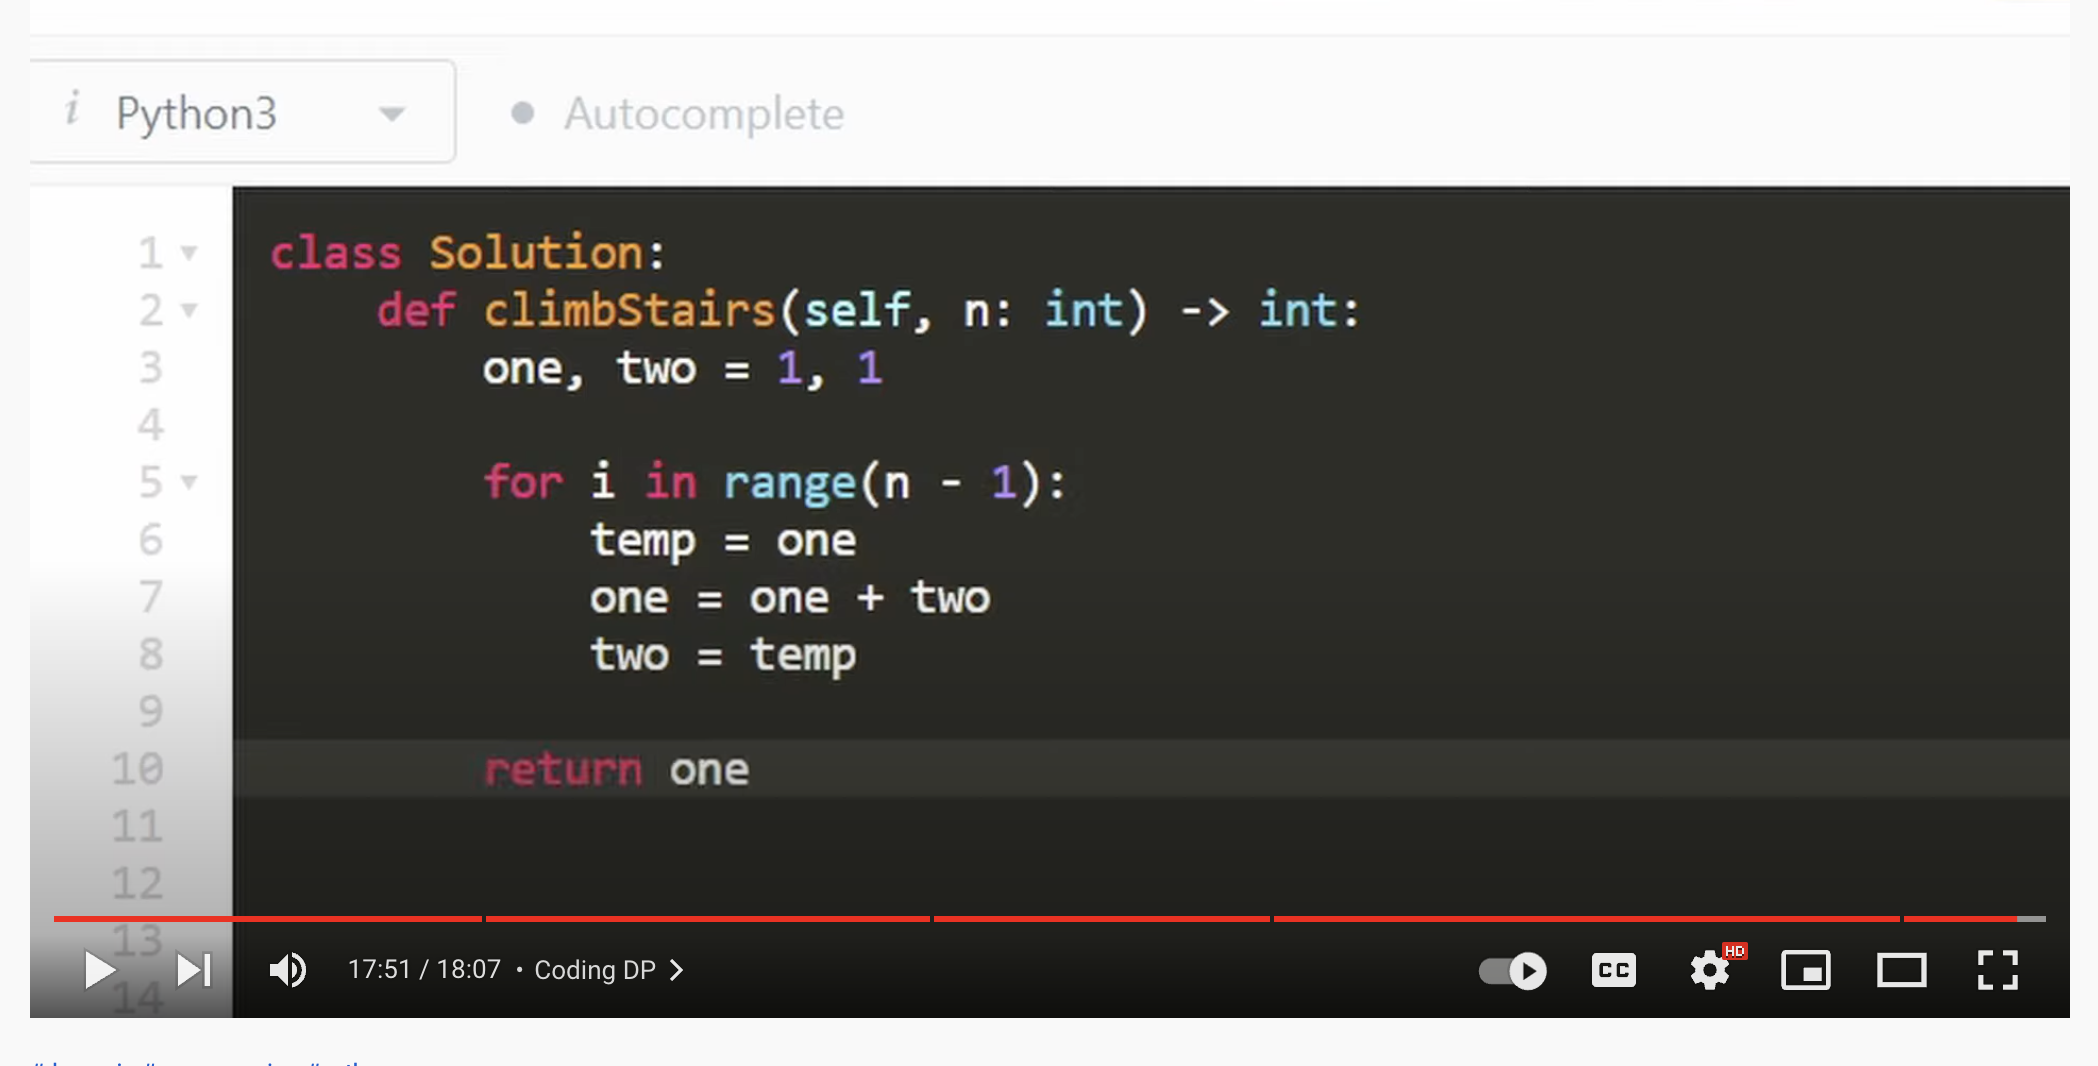 i Python3 Autocomplete
1 class Solution:
2 def climbStairs(self, n: int) -> int:
3 one, two = 1, 1
4
5 for i in range(n - 1):
6 temp = one
7 one = one + two
8 two = temp
9
10 return one
11
12
13
14
17:51 / 18:07 • Coding DP
CC HD